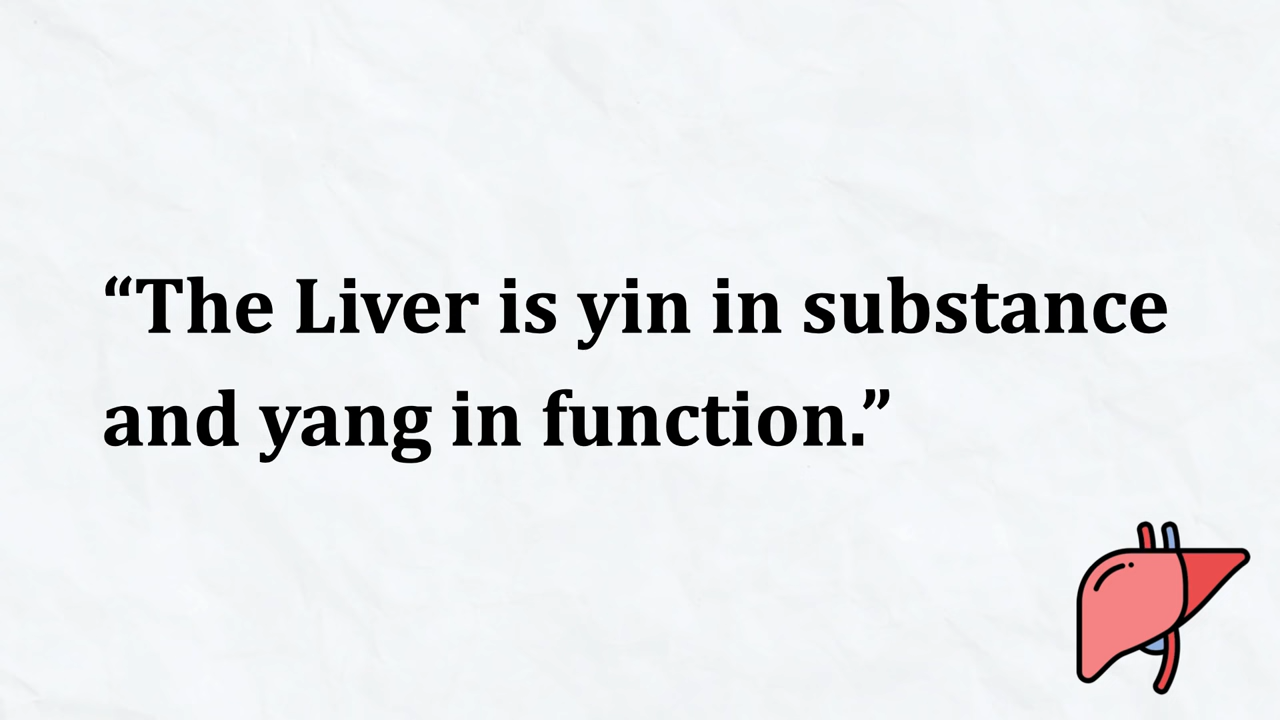 “The Liver is yin in substance
and yang in function.”